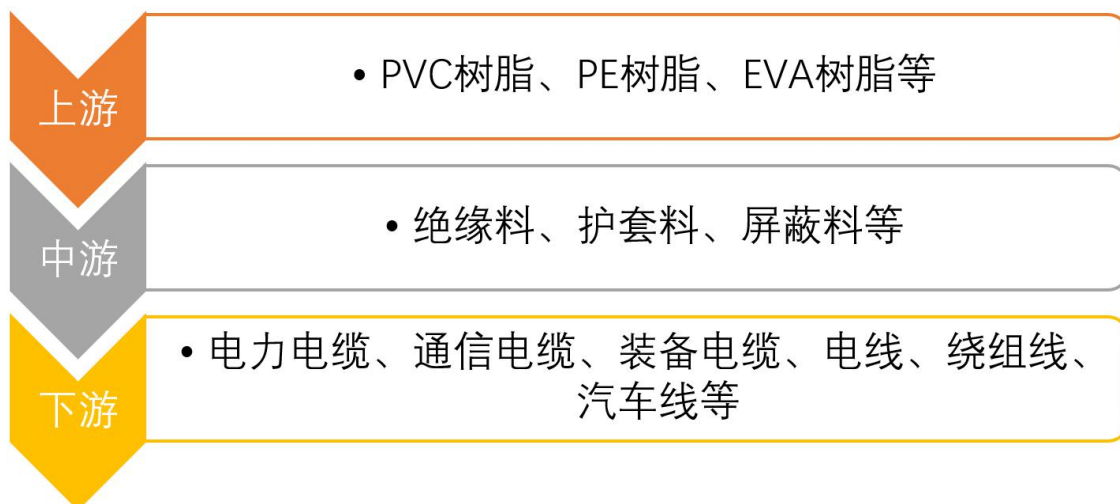 上游
• PVC树脂、PE树脂、EVA树脂等
中游
• 绝缘料、护套料、屏蔽料等
下游
• 电力电缆、通信电缆、装备电缆、电线、绕组线、
汽车线等